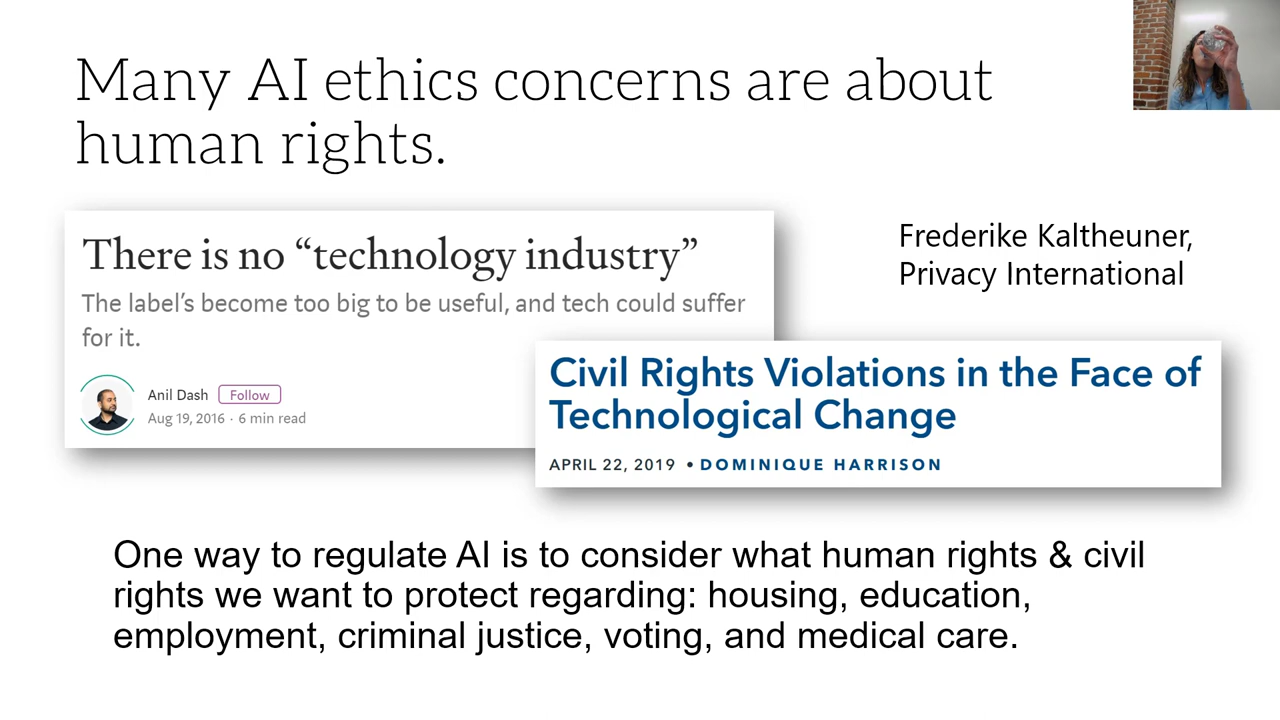 Many AI ethics concerns are about
human rights.
There is no “technology industry”
The label’s become too big to be useful, and tech could suffer
for it.
Anil Dash Follow
Aug 19, 2016 · 6 min read
Frederike Kaltheuner,
Privacy International
Civil Rights Violations in the Face of
Technological Change
APRIL 22, 2019 • DOMINIQUE HARRISON
One way to regulate AI is to consider what human rights & civil
rights we want to protect regarding: housing, education,
employment, criminal justice, voting, and medical care.